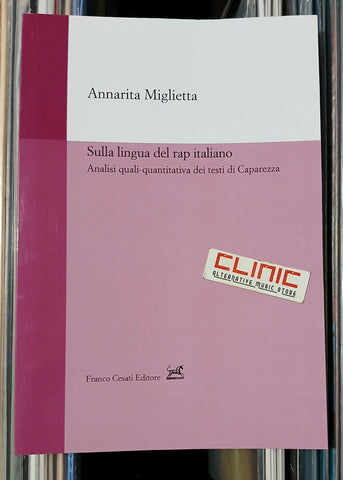 Annarita Miglietta
Sulla lingua del rap italiano
Analisi quali-quantitativa dei testi di Caparezza
CLINIC
ALTERNATIVE MUSIC STORE
Franco Cesati Editore